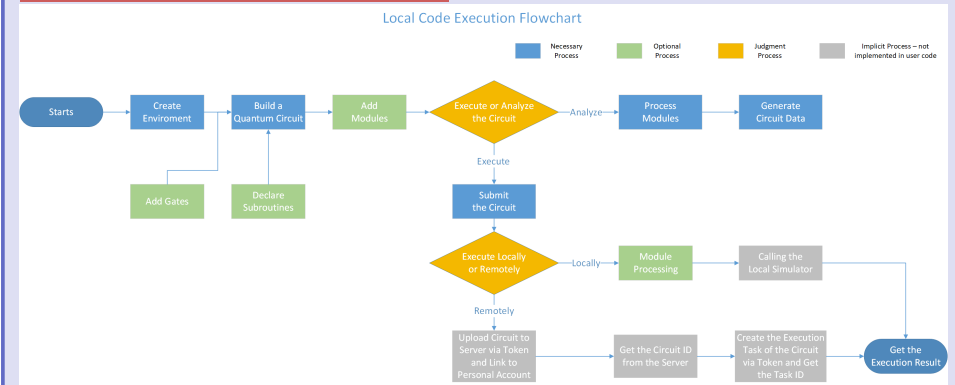 Local Code Execution Flowchart
Necessary
Process
Optional
Process
Judgment
Process
Implicit Process – not
implemented in user code
Starts
Create
Enviroment
Build a
Quantum Circuit
Add
Modules
Execute or Analyze
the Circuit
Analyze
Process
Modules
Generate
Circuit Data
Execute
Add Gates
Declare
Subroutines
Submit
the Circuit
Execute Locally
or Remotely
Locally
Module
Processing
Calling the
Local Simulator
Remotely
Upload Circuit to
Server via Token
and Link to
Personal Account
Get the Circuit ID
from the Server
Create the Execution
Task of the Circuit
via Token and Get
the Task ID
Get the
Execution Result